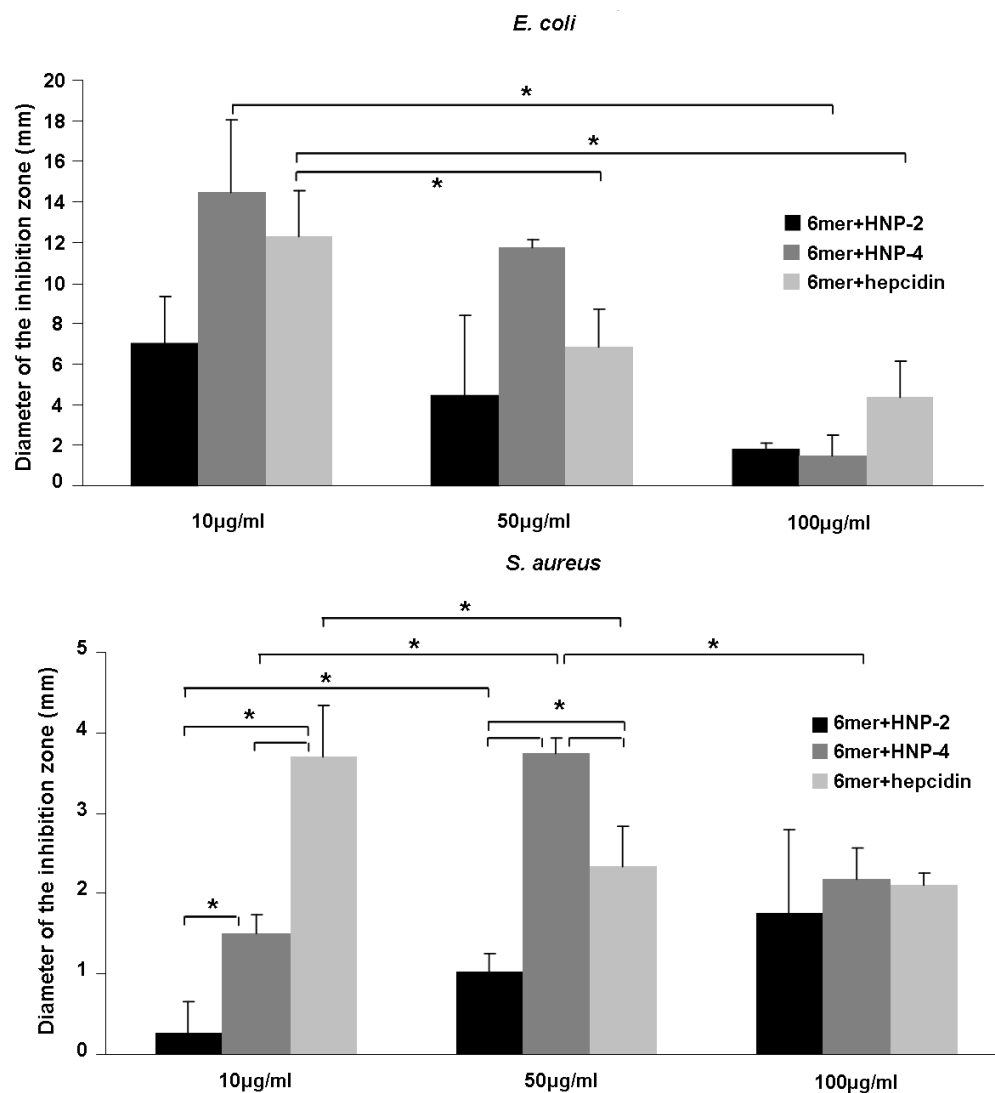 E. coli
Diameter of the inhibition zone (mm)
20
18
16
14
12
10
8
6
4
2
0
*
*
*
6mer+HNP-2
6mer+HNP-4
6mer+hepcidin
10µg/ml 50µg/ml 100µg/ml
S. aureus
Diameter of the inhibition zone (mm)
5
4
3
2
1
0
*
* *
*
* *
*
6mer+HNP-2
6mer+HNP-4
6mer+hepcidin
10µg/ml 50µg/ml 100µg/ml